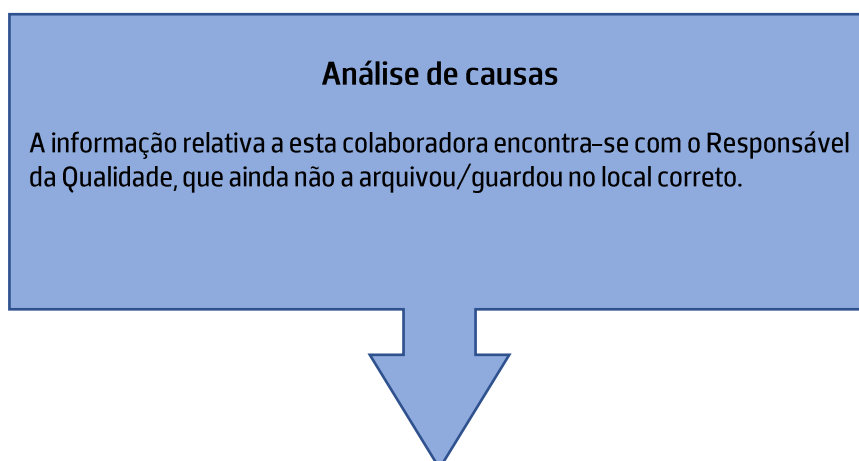 Análise de causas
A informação relativa a esta colaboradora encontra-se com o Responsável
da Qualidade, que ainda não a arquivou/guardou no local correto.